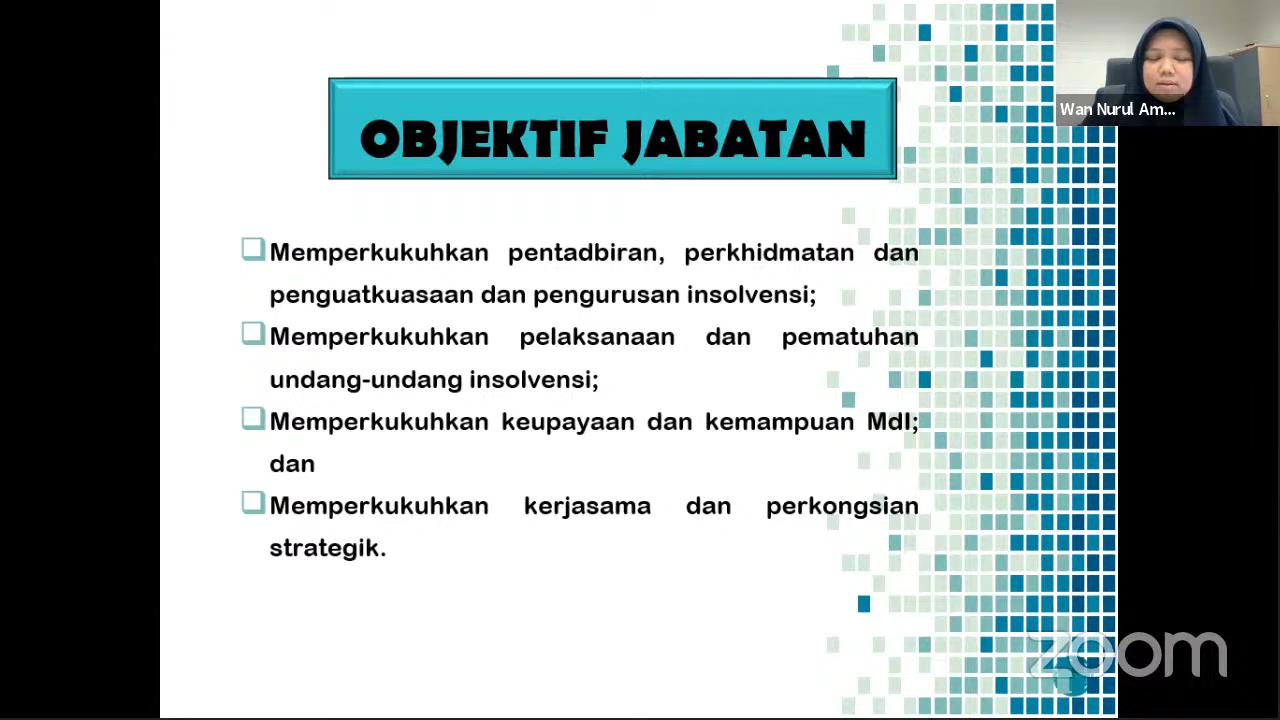 OBJEKTIF JABATAN
Wan Nurul Am...
Memperkukuhkan pentadbiran, perkhidmatan dan
penguatkuasaan dan pengurusan insolvensi;
Memperkukuhkan pelaksanaan dan pematuhan
undang-undang insolvensi;
Memperkukuhkan keupayaan dan kemampuan MdI;
dan
Memperkukuhkan kerjasama dan perkongsian
strategik.
zoom